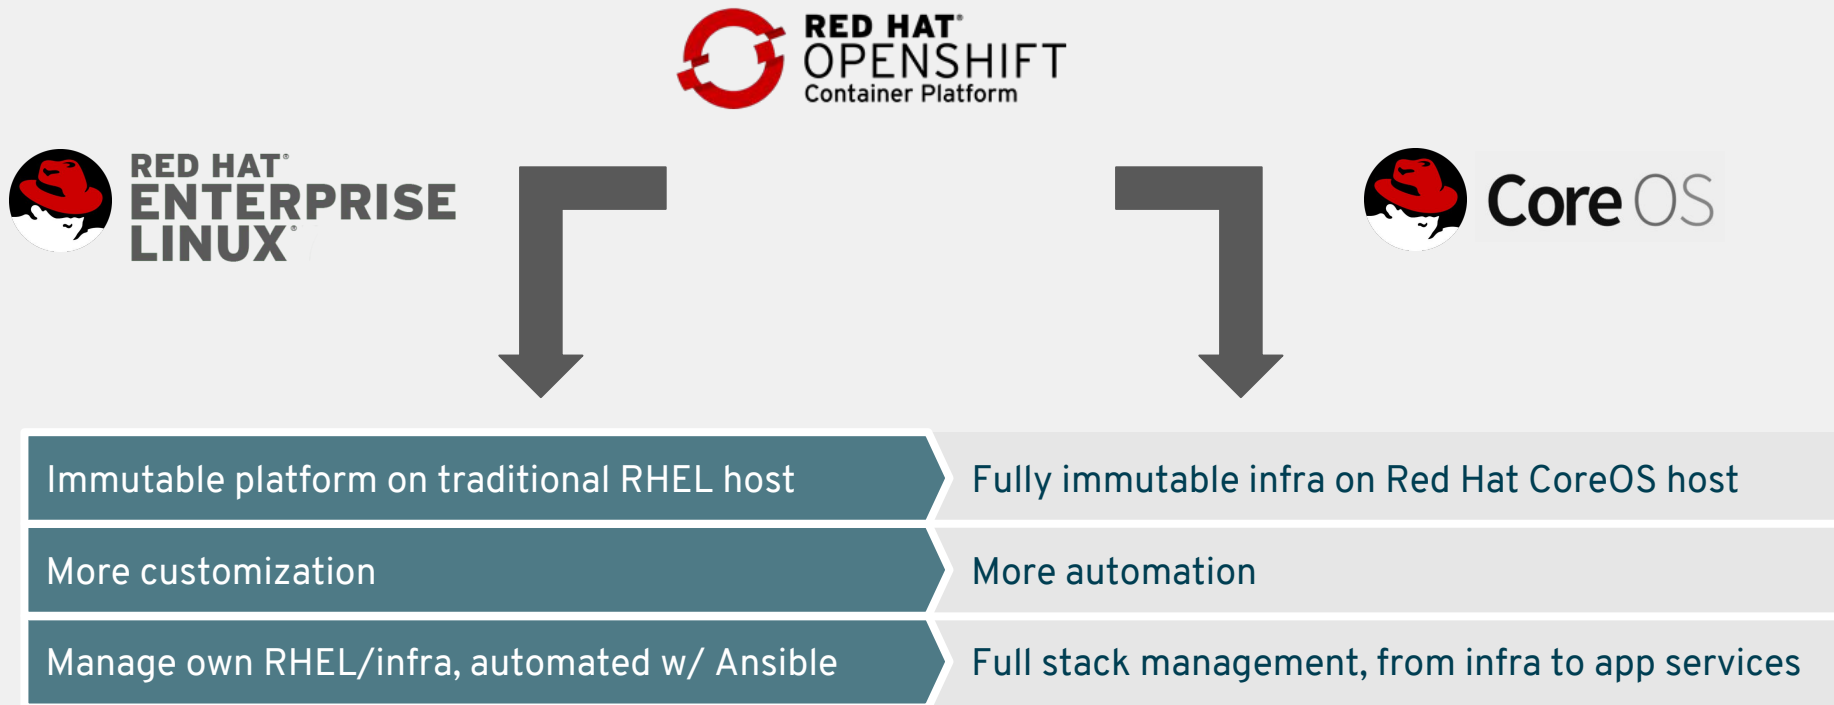 RED HAT®
OPENSHIFT
Container Platform
RED HAT®
ENTERPRISE
LINUX®
CoreOS
Immutable platform on traditional RHEL host
Fully immutable infra on Red Hat CoreOS host
More customization
More automation
Manage own RHEL/infra, automated w/ Ansible
Full stack management, from infra to app services